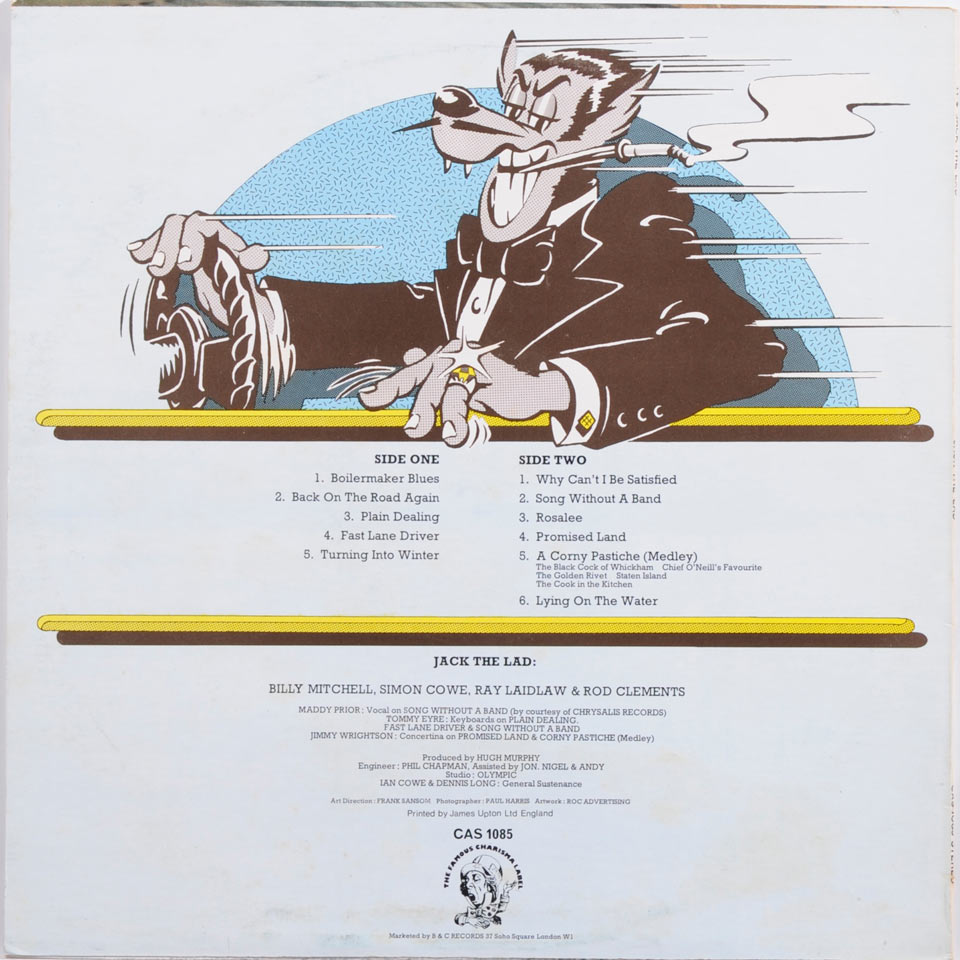 SIDE ONE
1. Boilermaker Blues
2. Back On The Road Again
3. Plain Dealing
4. Fast Lane Driver
5. Turning Into Winter
SIDE TWO
1. Why Can't I Be Satisfied
2. Song Without A Band
3. Rosalee
4. Promised Land
5. A Corny Pastiche (Medley)
The Black Cock of Whickham Chief O'Neill's Favourite
The Golden Rivet Staten Island
The Cook in the Kitchen
6. Lying On The Water
JACK THE LAD:
BILLY MITCHELL, SIMON COWE, RAY LAIDLAW & ROD CLEMENTS
MADDY PRIOR: Vocal on SONG WITHOUT A BAND (by courtesy of CHRYSALIS RECORDS)
TOMMY EYRE: Keyboards on PLAIN DEALING.
FAST LANE DRIVER & SONG WITHOUT A BAND
JIMMY WRIGHTSON: Concertina on PROMISED LAND & CORNY PASTICHE (Medley)
Produced by HUGH MURPHY
Engineer: PHIL CHAPMAN, Assisted by JON. NIGEL & ANDY
Studio: OLYMPIC
IAN COWE & DENNIS LONG: General Sustenance
Art Direction: FRANK SANSOM Photographer: PAUL HARRIS Artwork: ROC ADVERTISING
Printed by James Upton Ltd England
CAS 1085
THE FAMOUS CHARISMA LABEL
Marketed by B & C RECORDS 37 Soho Square London W1